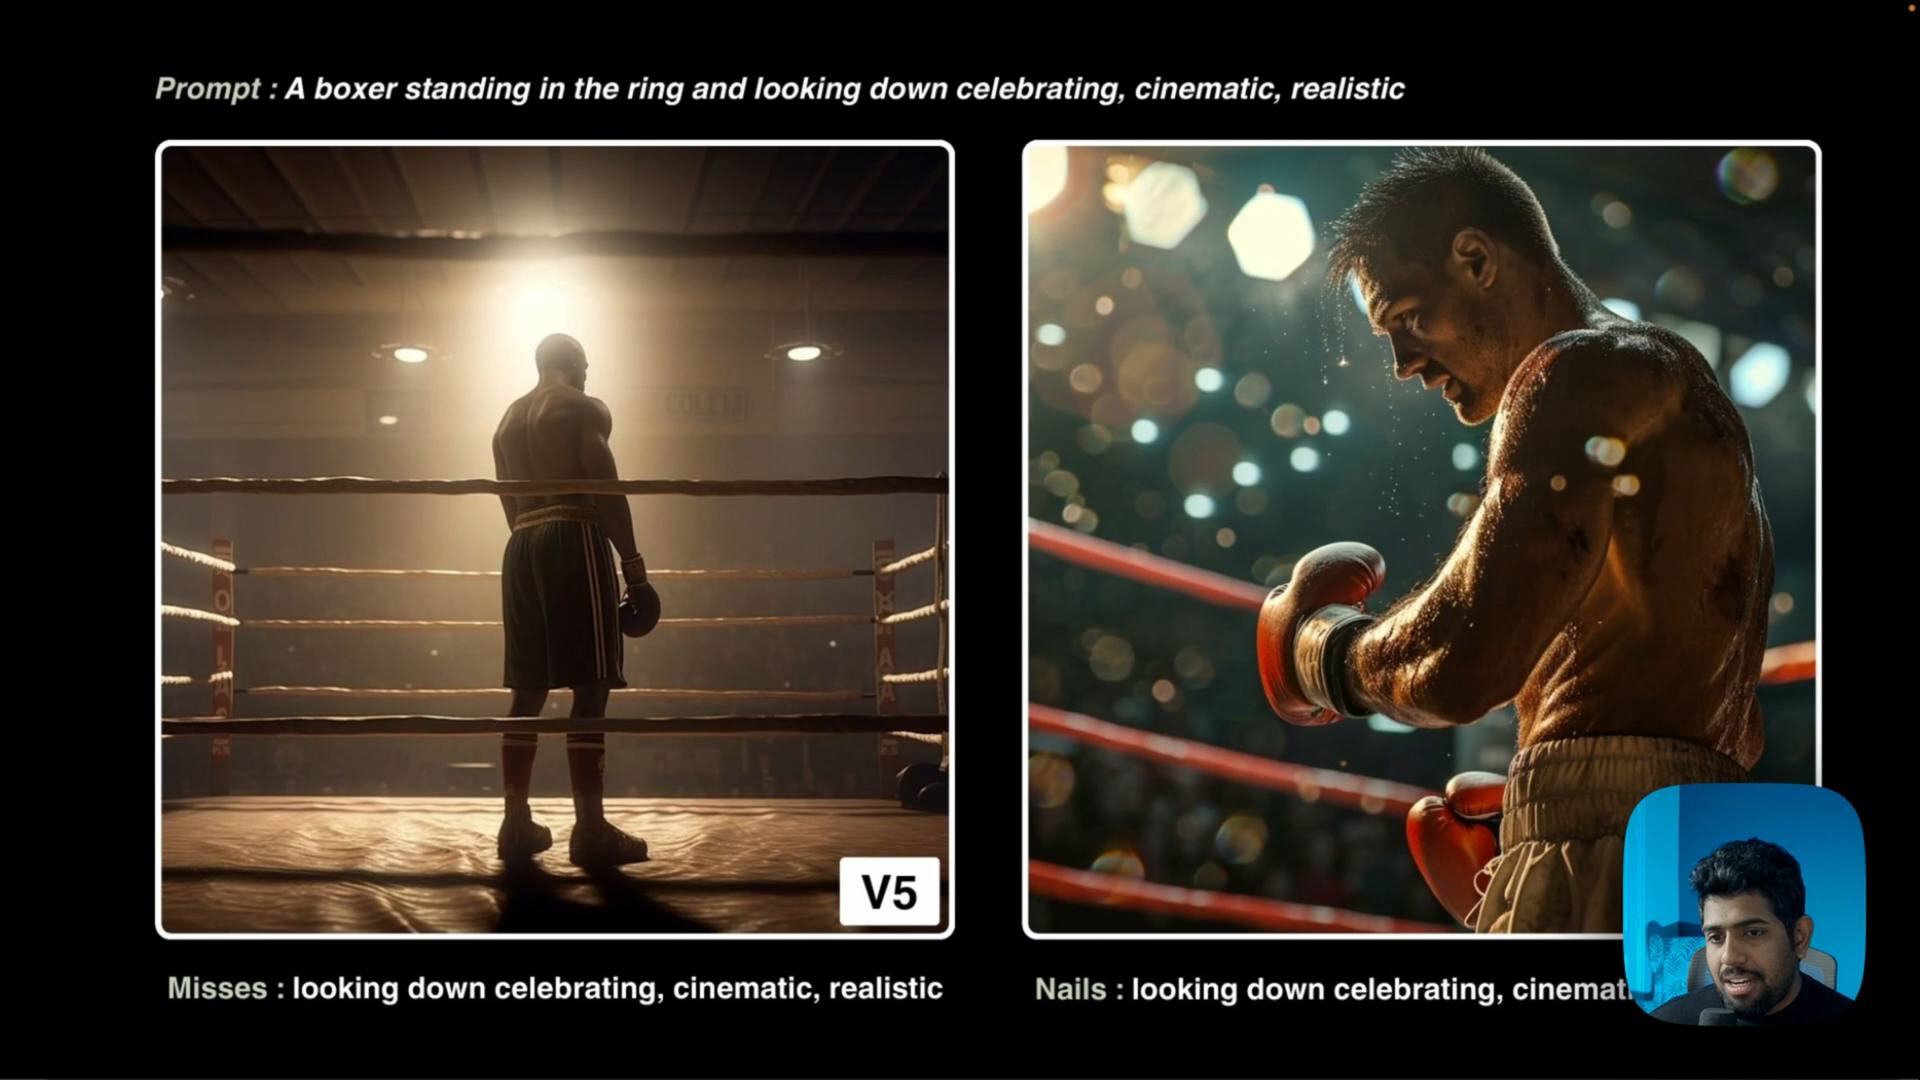 Prompt : A boxer standing in the ring and looking down celebrating, cinematic, realistic
V5
Misses : looking down celebrating, cinematic, realistic
Nails : looking down celebrating,